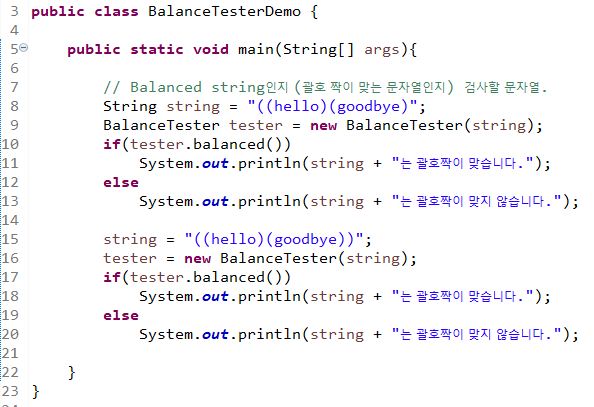 3 public class BalanceTesterDemo {
4
5 public static void main(String[] args){
6
7 // Balanced string인지 (괄호 짝이 맞는 문자열인지) 검사할 문자열.
8 String string = "((hello)(goodbye)";
9 BalanceTester tester = new BalanceTester(string);
10 if(tester.balanced())
11 System.out.println(string + "는 괄호짝이 맞습니다.");
12 else
13 System.out.println(string + "는 괄호짝이 맞지 않습니다.");
14
15 string = "((hello)(goodbye))";
16 tester = new BalanceTester(string);
17 if(tester.balanced())
18 System.out.println(string + "는 괄호짝이 맞습니다.");
19 else
20 System.out.println(string + "는 괄호짝이 맞지 않습니다.");
21
22 }
23 }